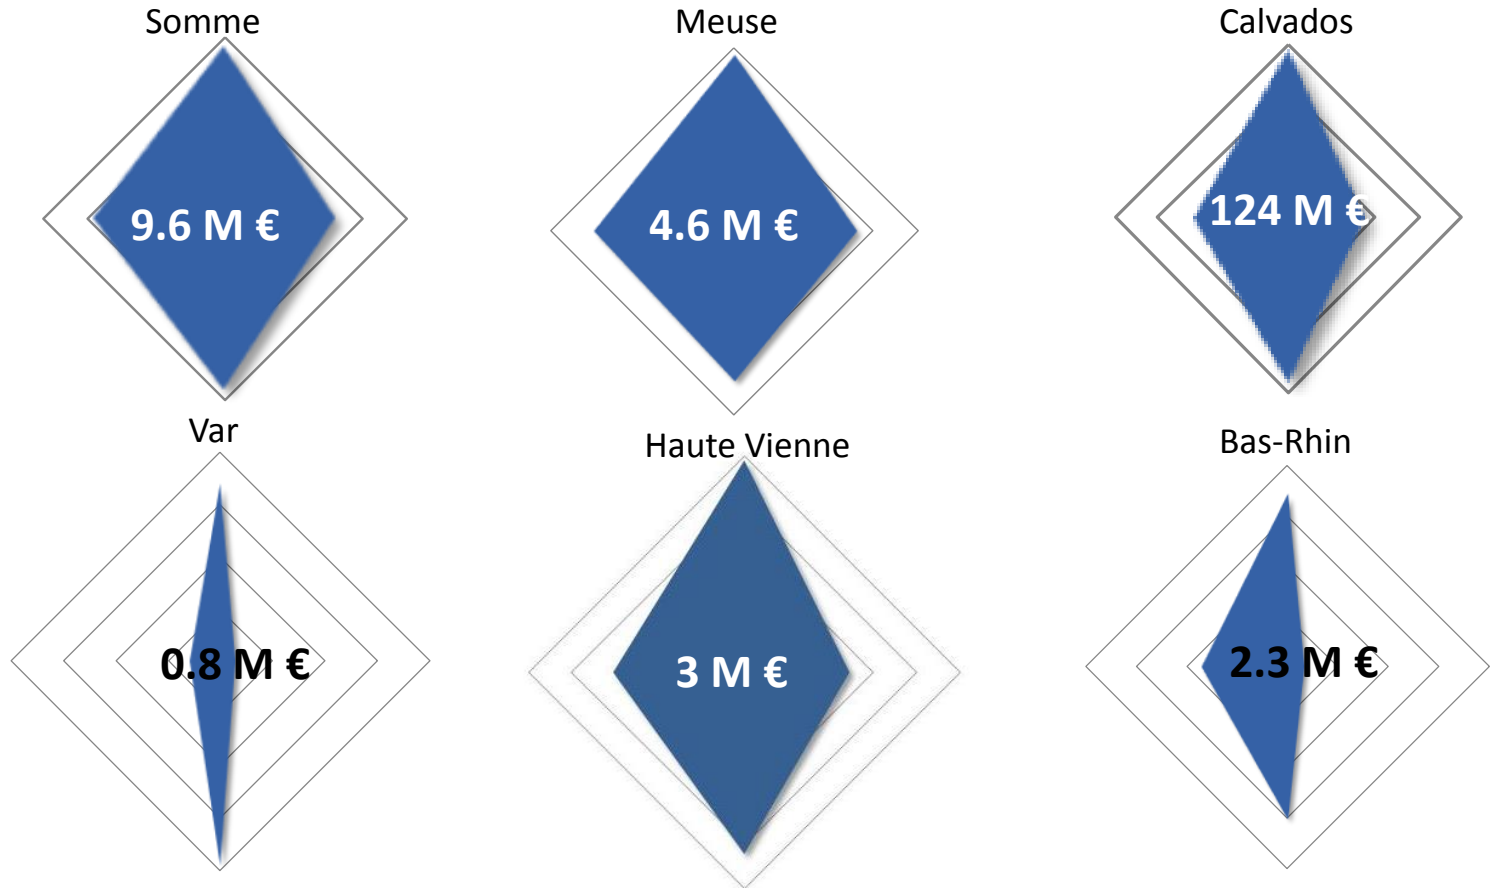 Somme
Meuse
Calvados
9.6 M €
4.6 M €
124 M €
Var
Haute Vienne
Bas-Rhin
0.8 M €
3 M €
2.3 M €